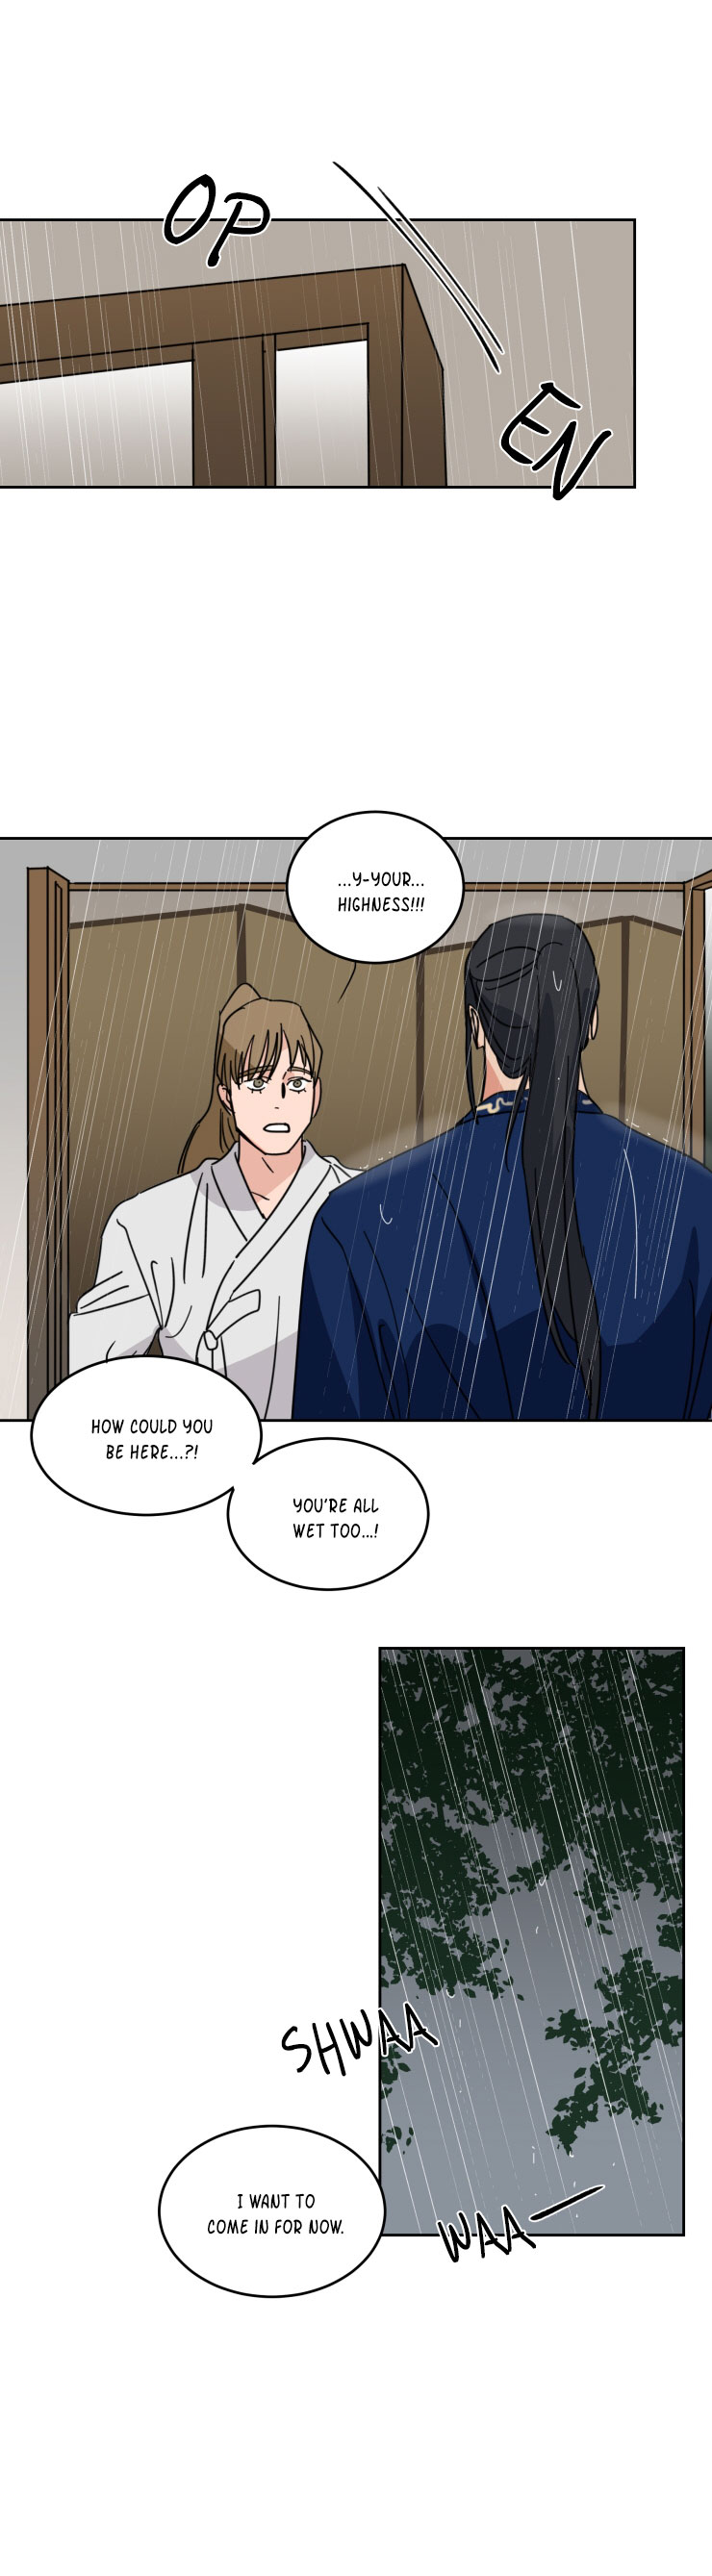 OP
EN
...Y-YOUR...
HIGHNESS!!!
HOW COULD YOU
BE HERE...?!
YOU'RE ALL
WET TOO...!
SHWAA
WAA—
I WANT TO
COME IN FOR NOW.